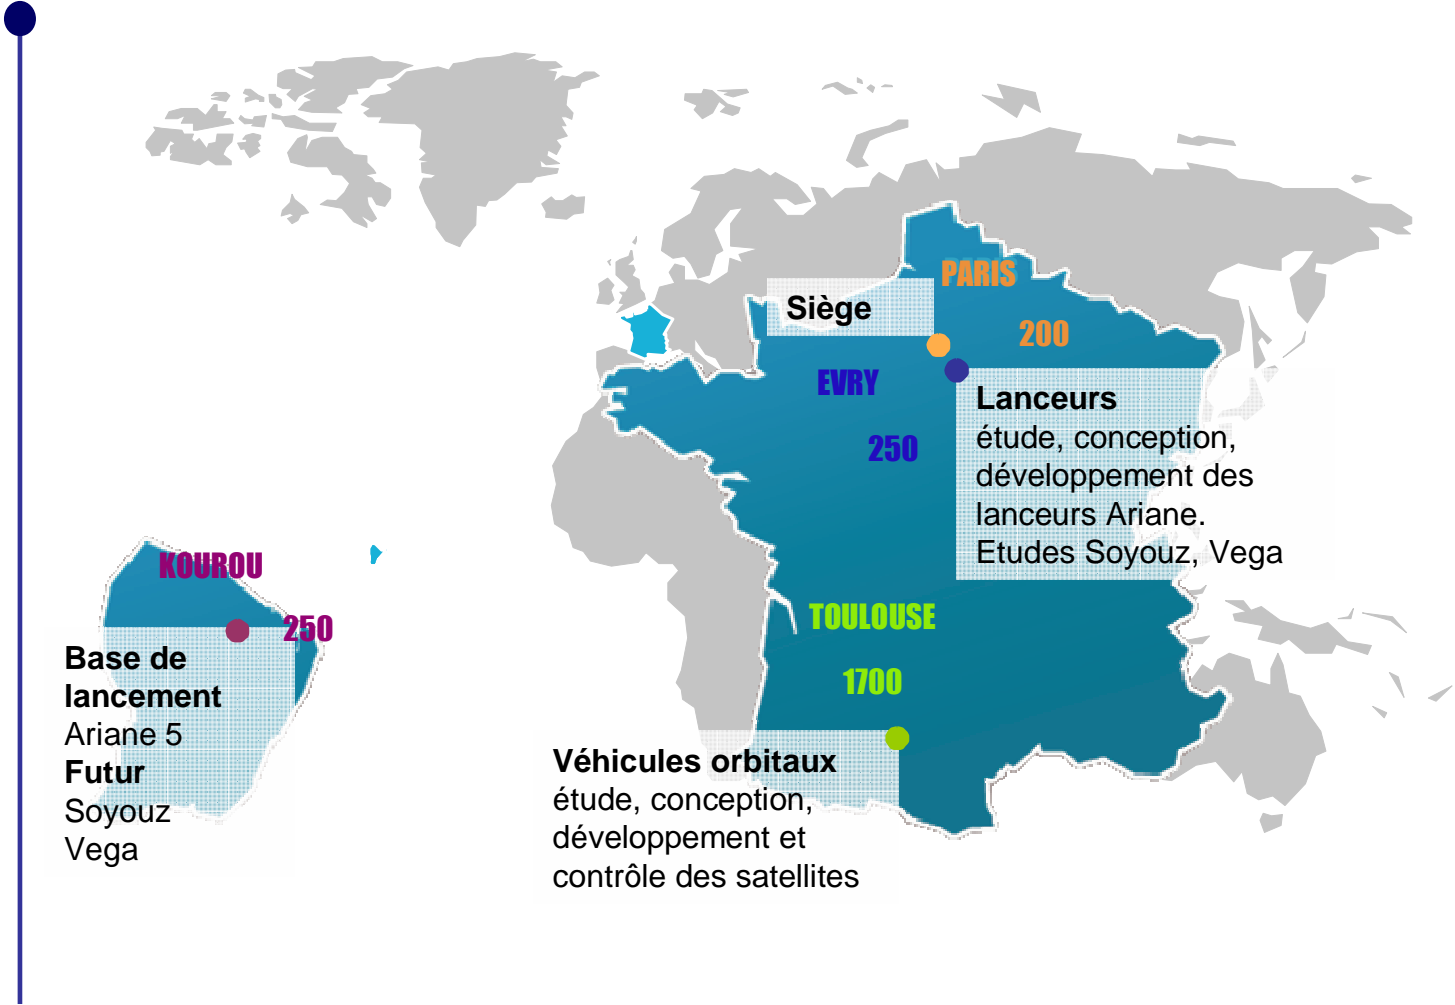 PARIS
200
Siège
EVRY
250
Lanceurs
étude, conception,
développement des
lanceurs Ariane.
Etudes Soyouz, Vega
KOUROU
250
Base de
lancement
Ariane 5
Futur
Soyouz
Vega
TOULOUSE
1700
Véhicules orbitaux
étude, conception,
développement et
contrôle des satellites